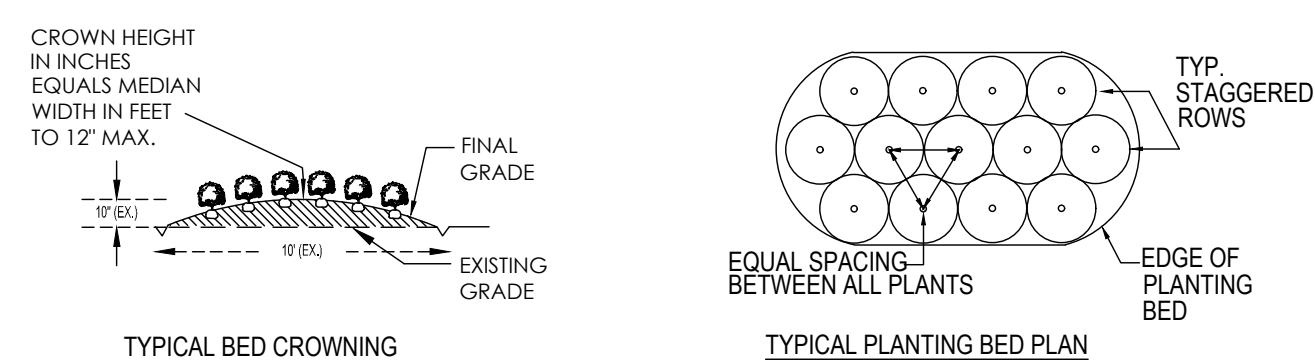 CROWN HEIGHT
IN INCHES
EQUALS MEDIAN
WIDTH IN FEET
TO 12" MAX.
FINAL
GRADE
10" (EX.)
10' (EX.)
EXISTING
GRADE
TYPICAL BED CROWNING
TYP.
STAGGERED
ROWS
EQUAL SPACING
BETWEEN ALL PLANTS
EDGE OF
PLANTING
BED
TYPICAL PLANTING BED PLAN